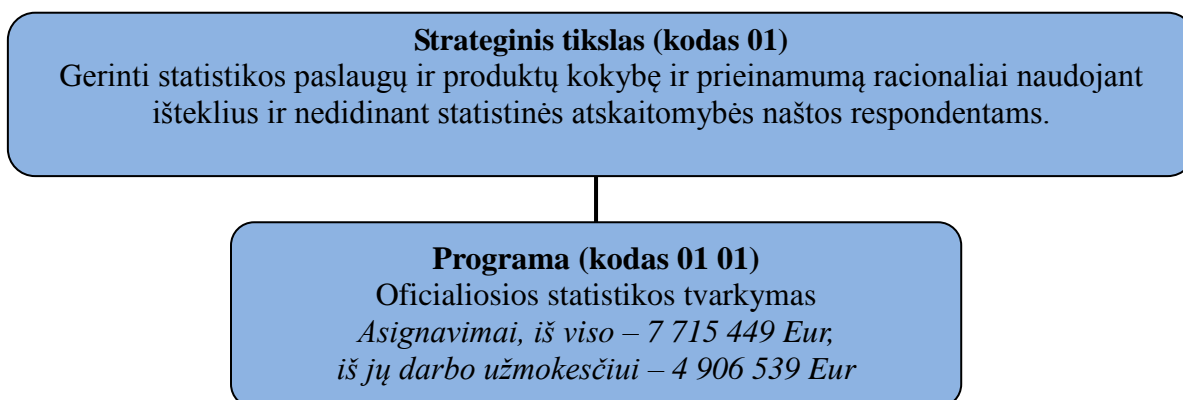 Strateginis tikslas (kodas 01)
Gerinti statistikos paslaugų ir produktų kokybę ir prieinamumą racionaliai naudojant
išteklius ir nedidinant statistinės atskaitomybės naštos respondentams.
Programa (kodas 01 01)
Oficialiosios statistikos tvarkymas
Asignavimai, iš viso – 7 715 449 Eur,
iš jų darbo užmokesčiui – 4 906 539 Eur